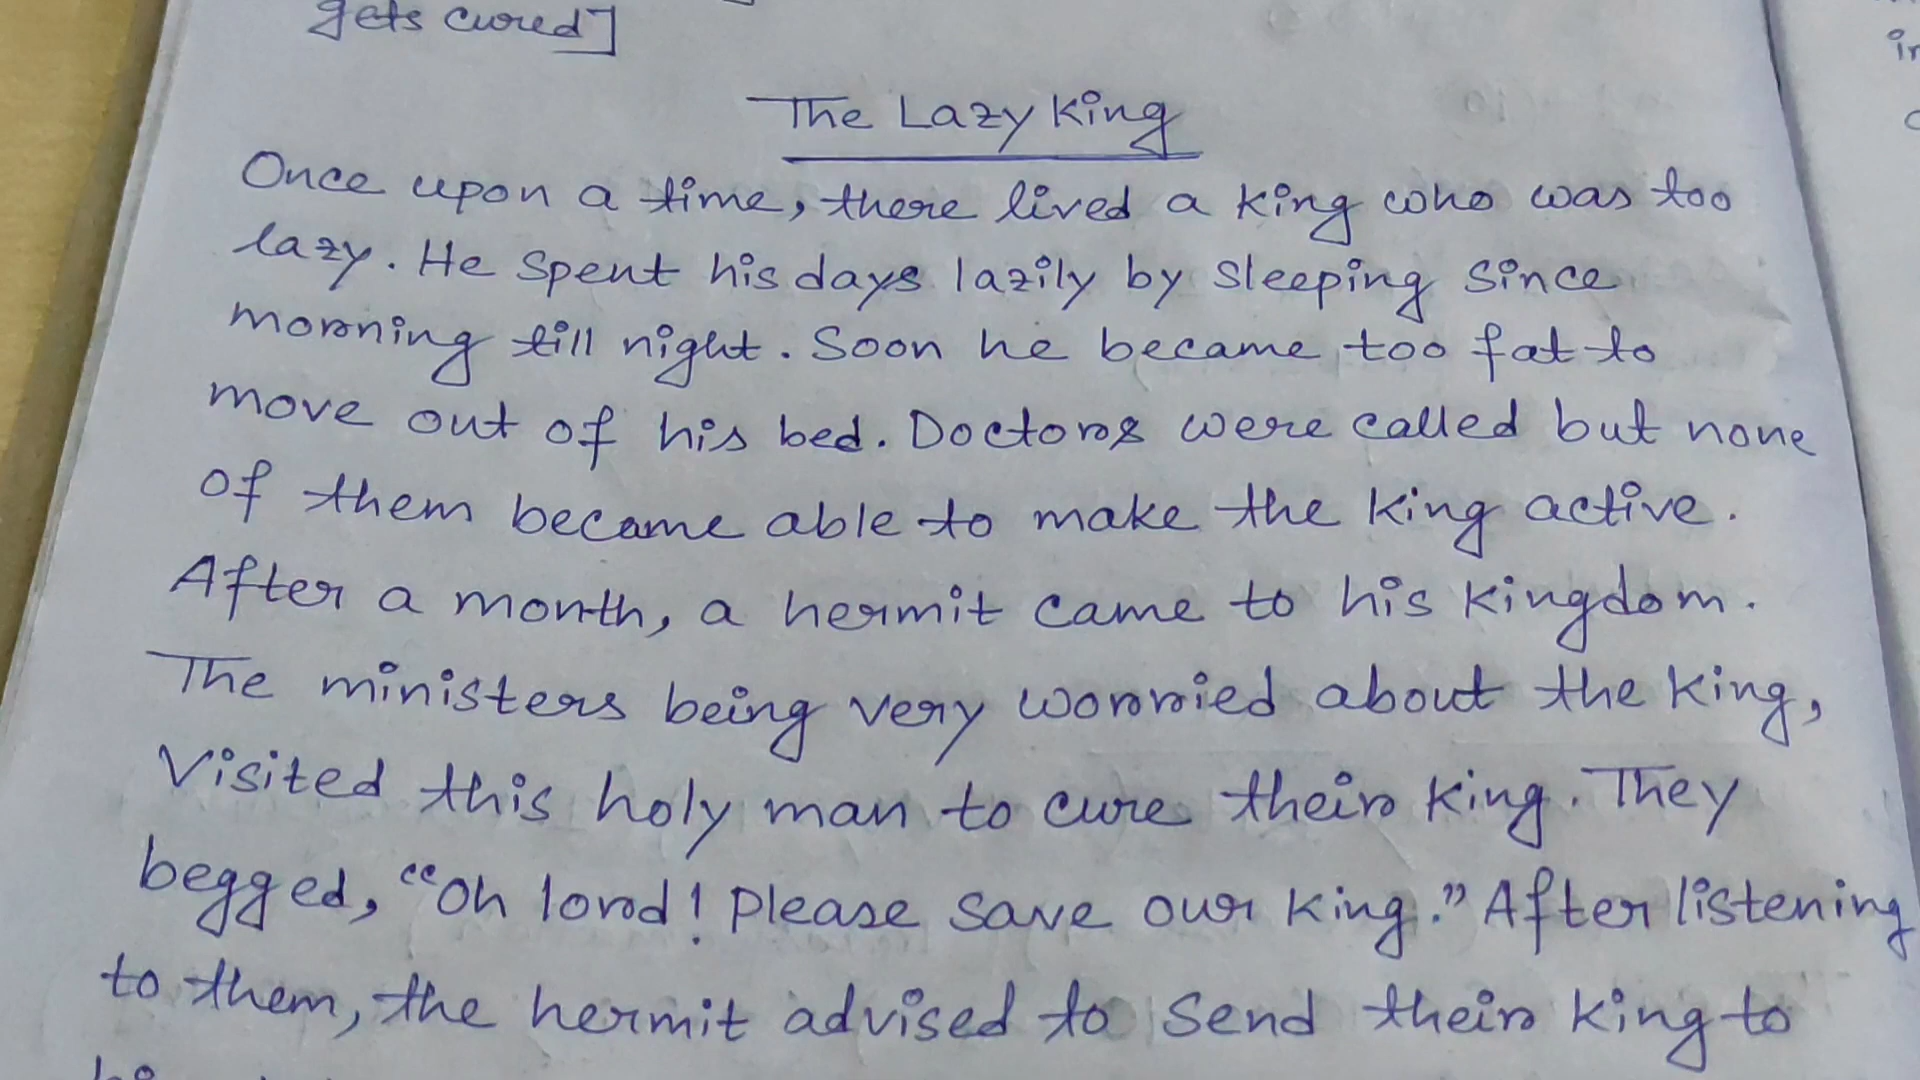 gets cured]
The Lazy King
Once upon a time, there lived a king who was too
lazy. He spent his days lazily by sleeping since
morning till night. Soon he became too fat to
move out of his bed. Doctors were called but none
of them became able to make the king active.
After a month, a hermit came to his kingdom.
The ministers being very worried about the king,
visited this holy man to cure their king. They
begged, "Oh lord! Please save our king." After listening
to them, the hermit advised to send their king to